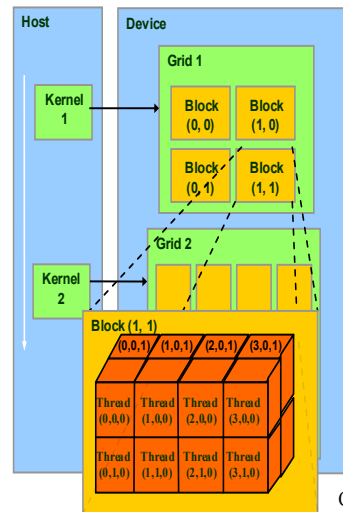 Host
Device
Grid 1
Kernel
1
Block
(0, 0)
Block
(1, 0)
Block
(0, 1)
Block
(1, 1)
Grid 2
Kernel
2
Block (1, 1)
(0,0,1) (1,0,1) (2,0,1) (3,0,1)
Thread
(0,0,0)
Thread
(1,0,0)
Thread
(2,0,0)
Thread
(3,0,0)
Thread
(0,1,0)
Thread
(1,1,0)
Thread
(2,1,0)
Thread
(3,1,0)